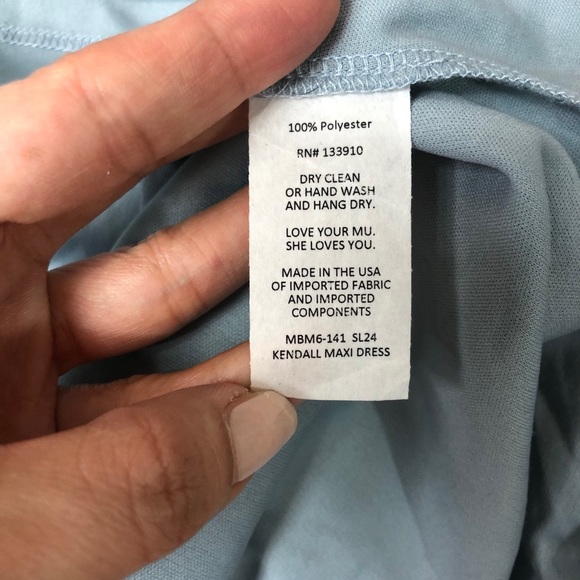 100% Polyester
RN# 133910
DRY CLEAN
OR HAND WASH
AND HANG DRY.
LOVE YOUR MU.
SHE LOVES YOU.
MADE IN THE USA
OF IMPORTED FABRIC
AND IMPORTED
COMPONENTS
MBM6-141 SL24
KENDALL MAXI DRESS